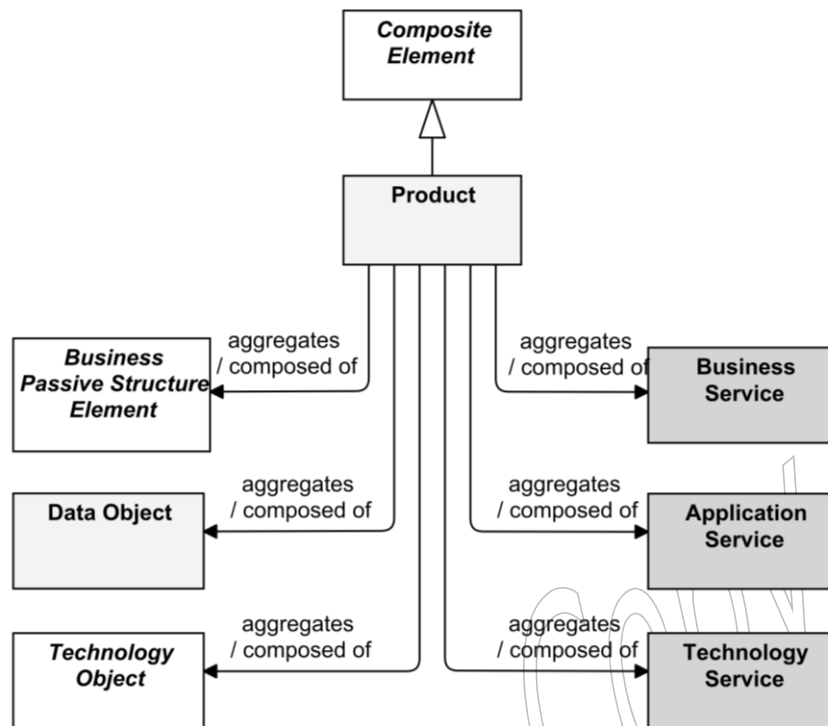 Composite
Element
Product
aggregates
/ composed of
Business
Passive Structure
Element
aggregates
/ composed of
Business
Service
aggregates
/ composed of
Data Object
aggregates
/ composed of
Application
Service
aggregates
/ composed of
Technology
Object
aggregates
/ composed of
Technology
Service